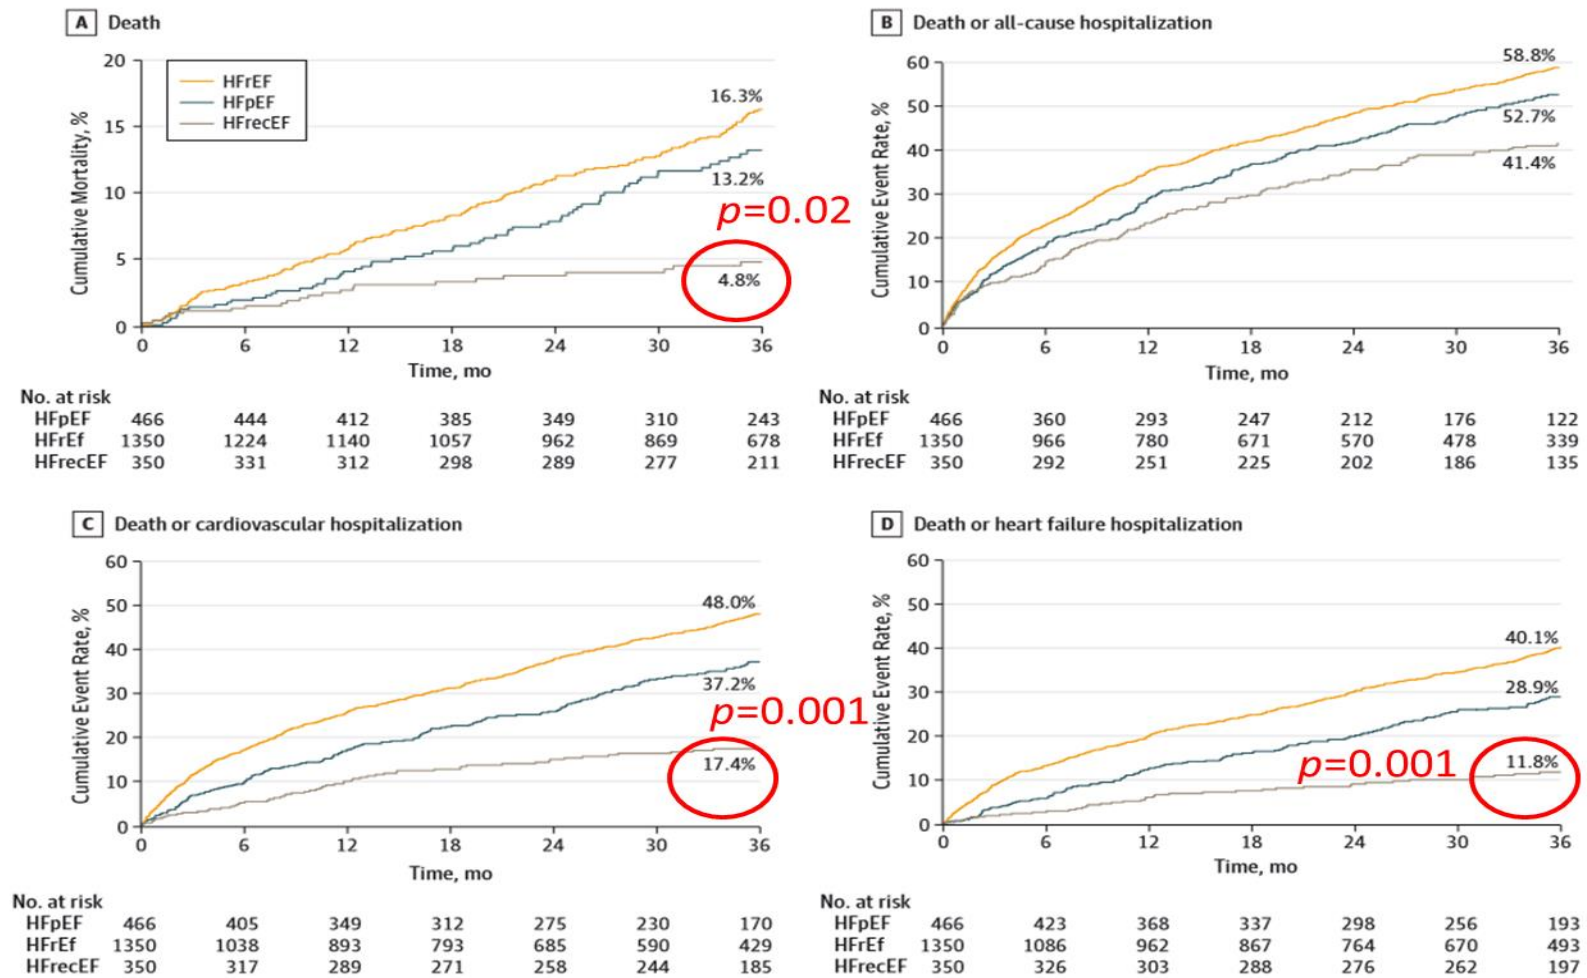 A Death
20
15
10
5
0
Cumulative Mortality, %
HFrEF
HFpEF
HFrecEF
16.3%
13.2%
p=0.02
4.8%
0 6 12 18 24 30 36
Time, mo
No. at risk
HFpEF 466 444 412 385 349 310 243
HFrEf 1350 1224 1140 1057 962 869 678
HFrecEF 350 331 312 298 289 277 211
B Death or all-cause hospitalization
60
50
40
30
20
10
0
Cumulative Event Rate, %
58.8%
52.7%
41.4%
0 6 12 18 24 30 36
Time, mo
No. at risk
HFpEF 466 360 293 247 212 176 122
HFrEf 1350 966 780 671 570 478 339
HFrecEF 350 292 251 225 202 186 135
C Death or cardiovascular hospitalization
60
50
40
30
20
10
0
Cumulative Event Rate, %
48.0%
37.2%
p=0.001
17.4%
0 6 12 18 24 30 36
Time, mo
No. at risk
HFpEF 466 405 349 312 275 230 170
HFrEf 1350 1038 893 793 685 590 429
HFrecEF 350 317 289 271 258 244 185
D Death or heart failure hospitalization
60
50
40
30
20
10
0
Cumulative Event Rate, %
40.1%
28.9%
p=0.001
11.8%
0 6 12 18 24 30 36
Time, mo
No. at risk
HFpEF 466 423 368 337 298 256 193
HFrEf 1350 1086 962 867 764 670 493
HFrecEF 350 326 303 288 276 262 197